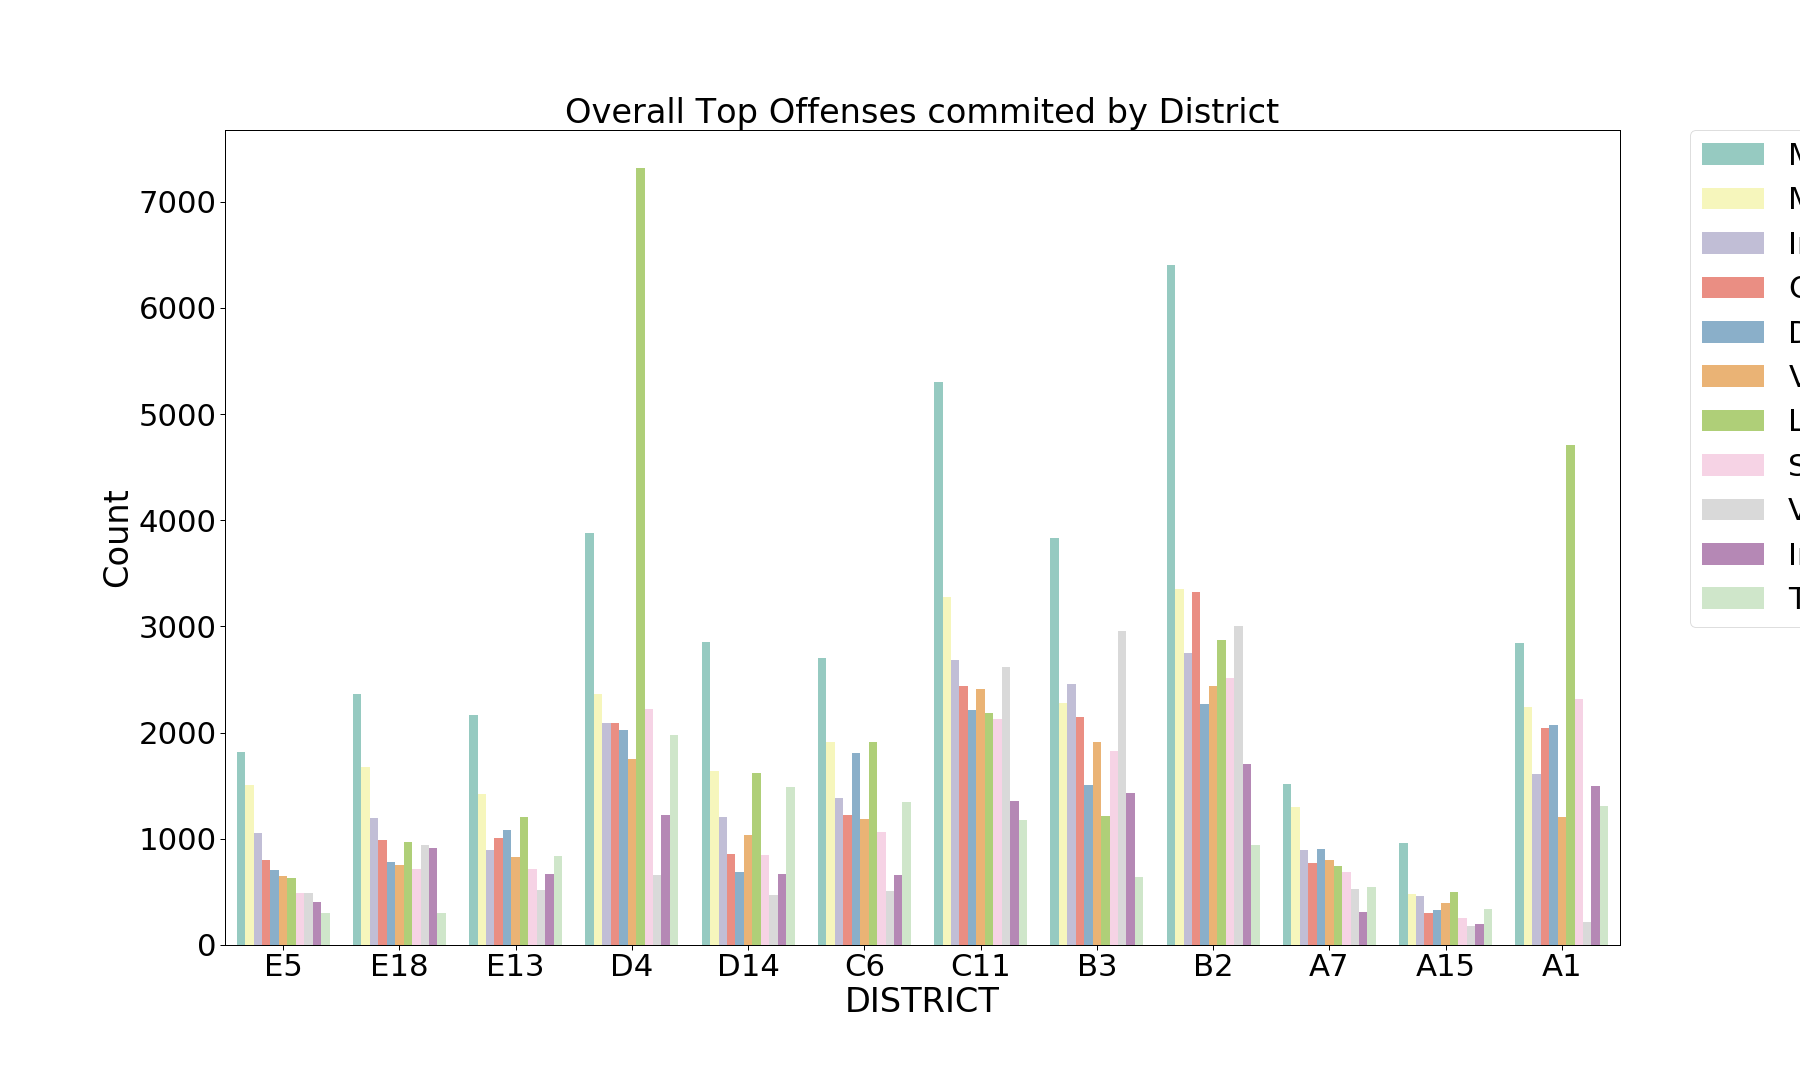 Overall Top Offenses commited by District
7000
6000
5000
4000
3000
2000
1000
0
Count
E5 E18 E13 D4 D14 C6 C11 B3 B2 A7 A15 A1
DISTRICT